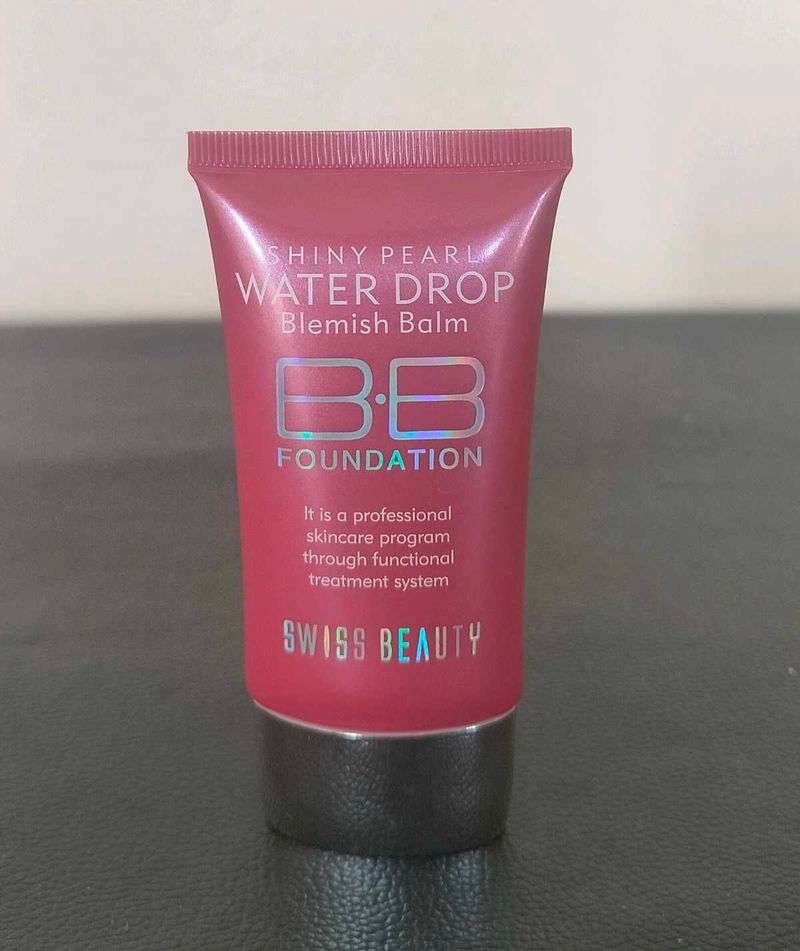 SHINY PEARL
WATER DROP
Blemish Balm
B·B
FOUNDATION
It is a professional
skincare program
through functional
treatment system
SWISS BEAUTY